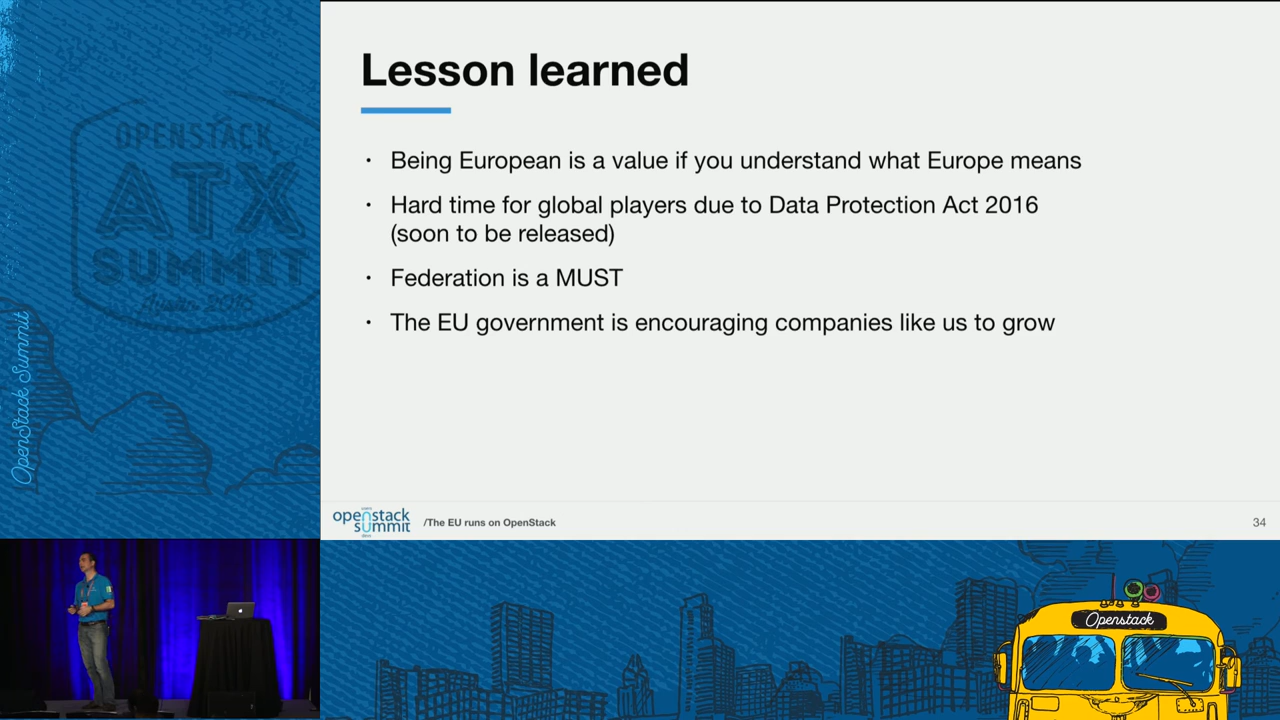 OPENSTACK
ATX
SUMMIT
Austin 2016
OpenStack Summit
Lesson learned
• Being European is a value if you understand what Europe means
• Hard time for global players due to Data Protection Act 2016
(soon to be released)
• Federation is a MUST
• The EU government is encouraging companies like us to grow
openstack
summit
/The EU runs on OpenStack
34
Openstack